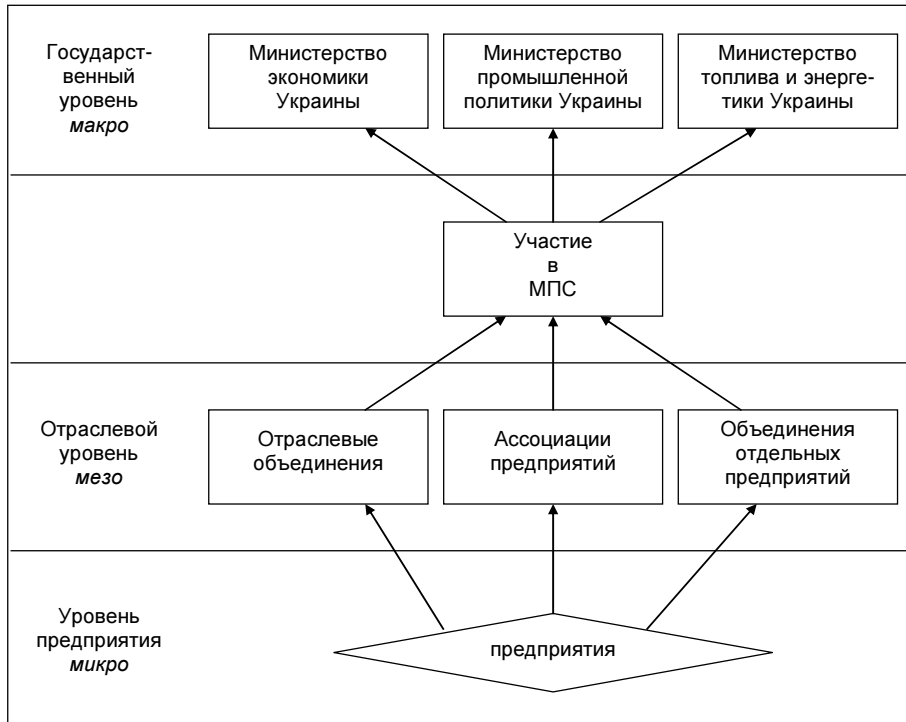 Государст-
венный
уровень
макро
Министерство
экономики
Украины
Министерство
промышленной
политики Украины
Министерство
топлива и энерге-
тики Украины
Участие
в
МПС
Отраслевой
уровень
мезо
Отраслевые
объединения
Ассоциации
предприятий
Объединения
отдельных
предприятий
Уровень
предприятия
микро
предприятия